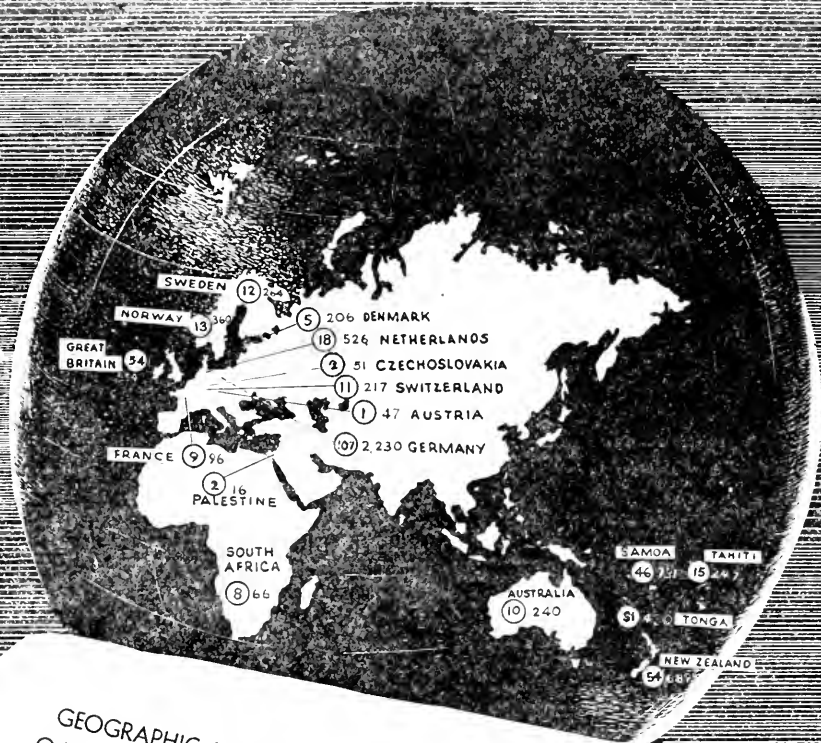 SWEDEN 12 264
NORWAY 13 360
5 206 DENMARK
18 526 NETHERLANDS
GREAT
BRITAIN 54
2 51 CZECHOSLOVAKIA
11 217 SWITZERLAND
1 47 AUSTRIA
107 2,230 GERMANY
FRANCE 9 96
2 16
PALESTINE
SOUTH
AFRICA
8 66
AUSTRALIA
10 240
SAMOA
46
TAHITI
15
TONGA
NEW ZEALAND
54
GEOGRAPHIC